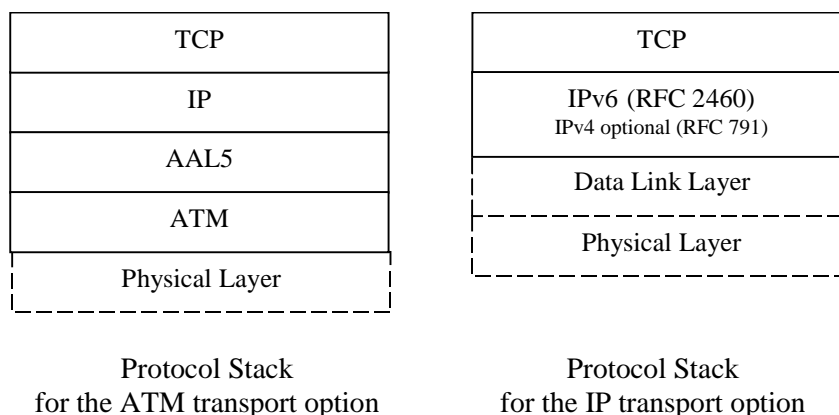 TCP
IP
AAL5
ATM
Physical Layer
Protocol Stack
for the ATM transport option
TCP
IPv6 (RFC 2460)
IPv4 optional (RFC 791)
Data Link Layer
Physical Layer
Protocol Stack
for the IP transport option